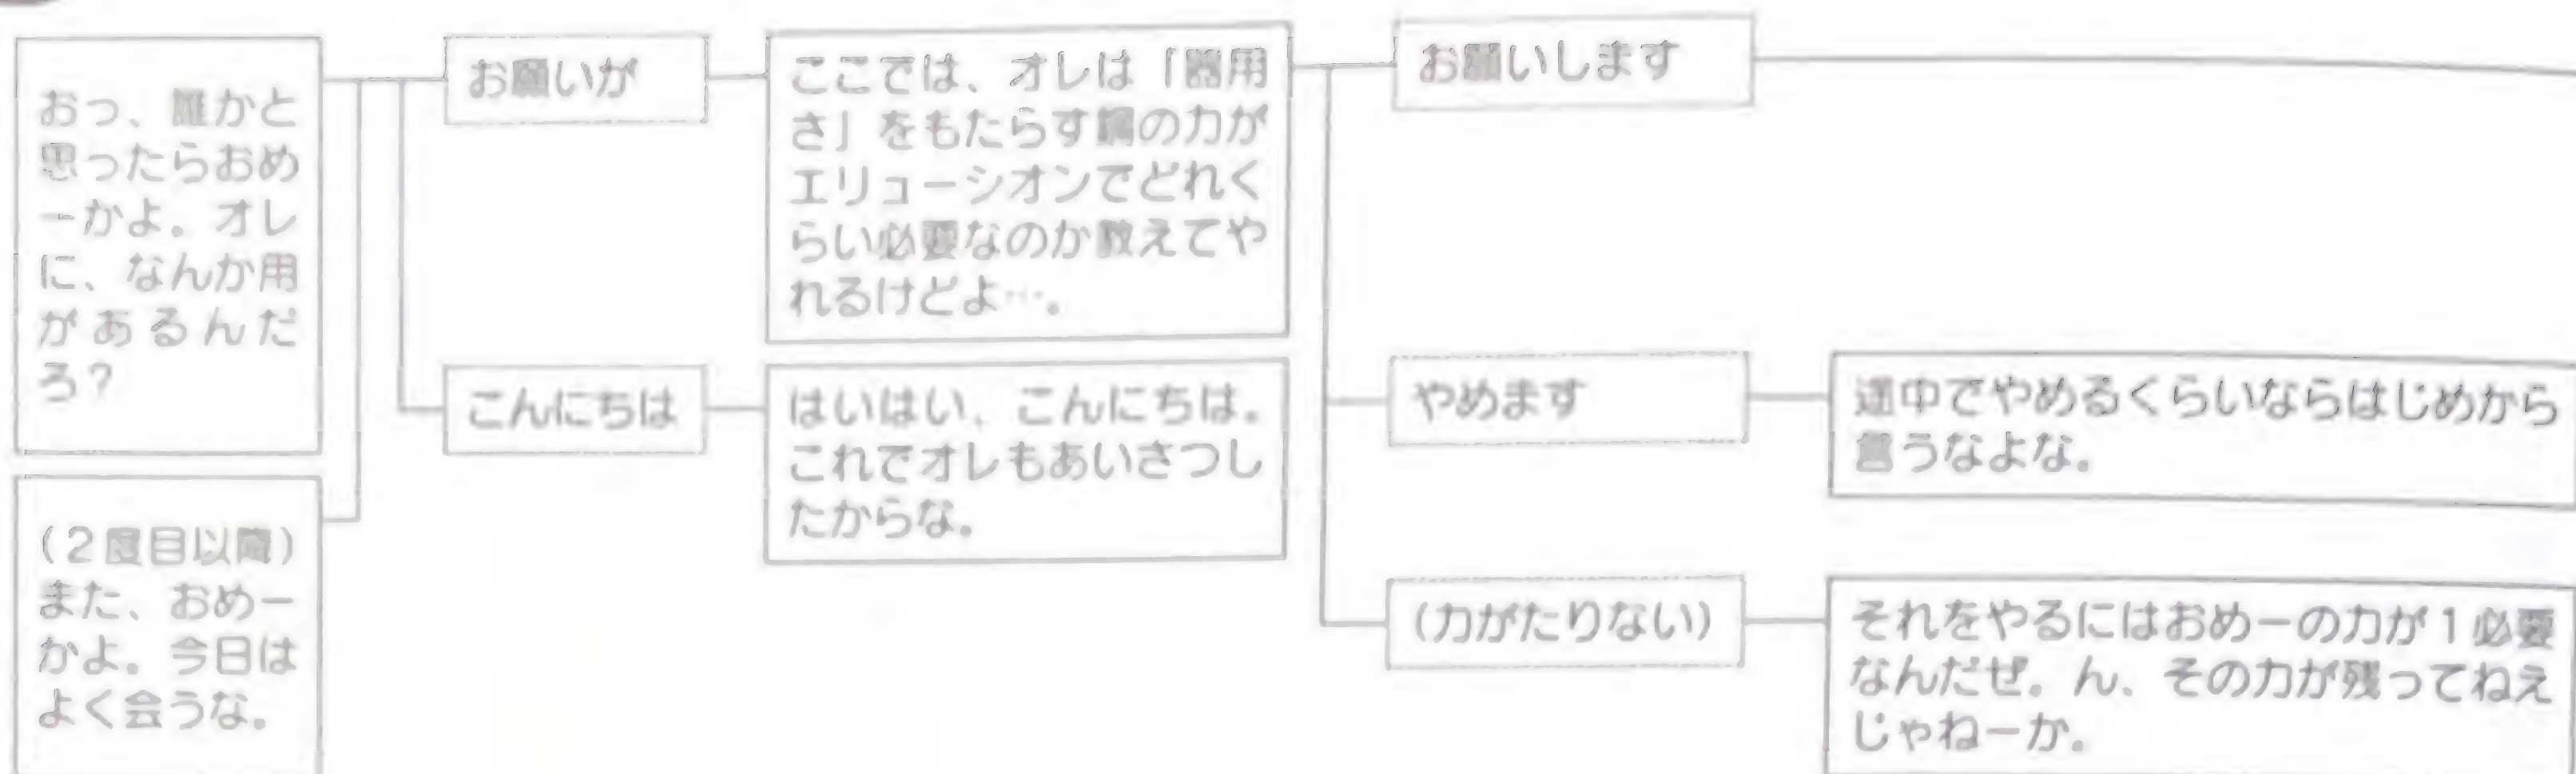 おっ、誰かと
思ったらおめ
ーかよ。オレ
に、なんか用
があるんだ
ろ?
(2度目以降)
また、おめー
かよ。今日は
よく会うな。
お願いが
こんにちは
ここでは、オレは「器用
さ」をもたらす鋼の力が
エリューシオンでどれく
らい必要なのか教えてや
れるけどよ…。
はいはい、こんにちは。
これでオレもあいさつし
たからな。
お願いします
やめます
(力がたりない)
途中でやめるくらいならはじめから
言うなよな。
それをやるにはおめーの力が1必要
なんだぜ。ん、その力が残ってねえ
じゃねーか。